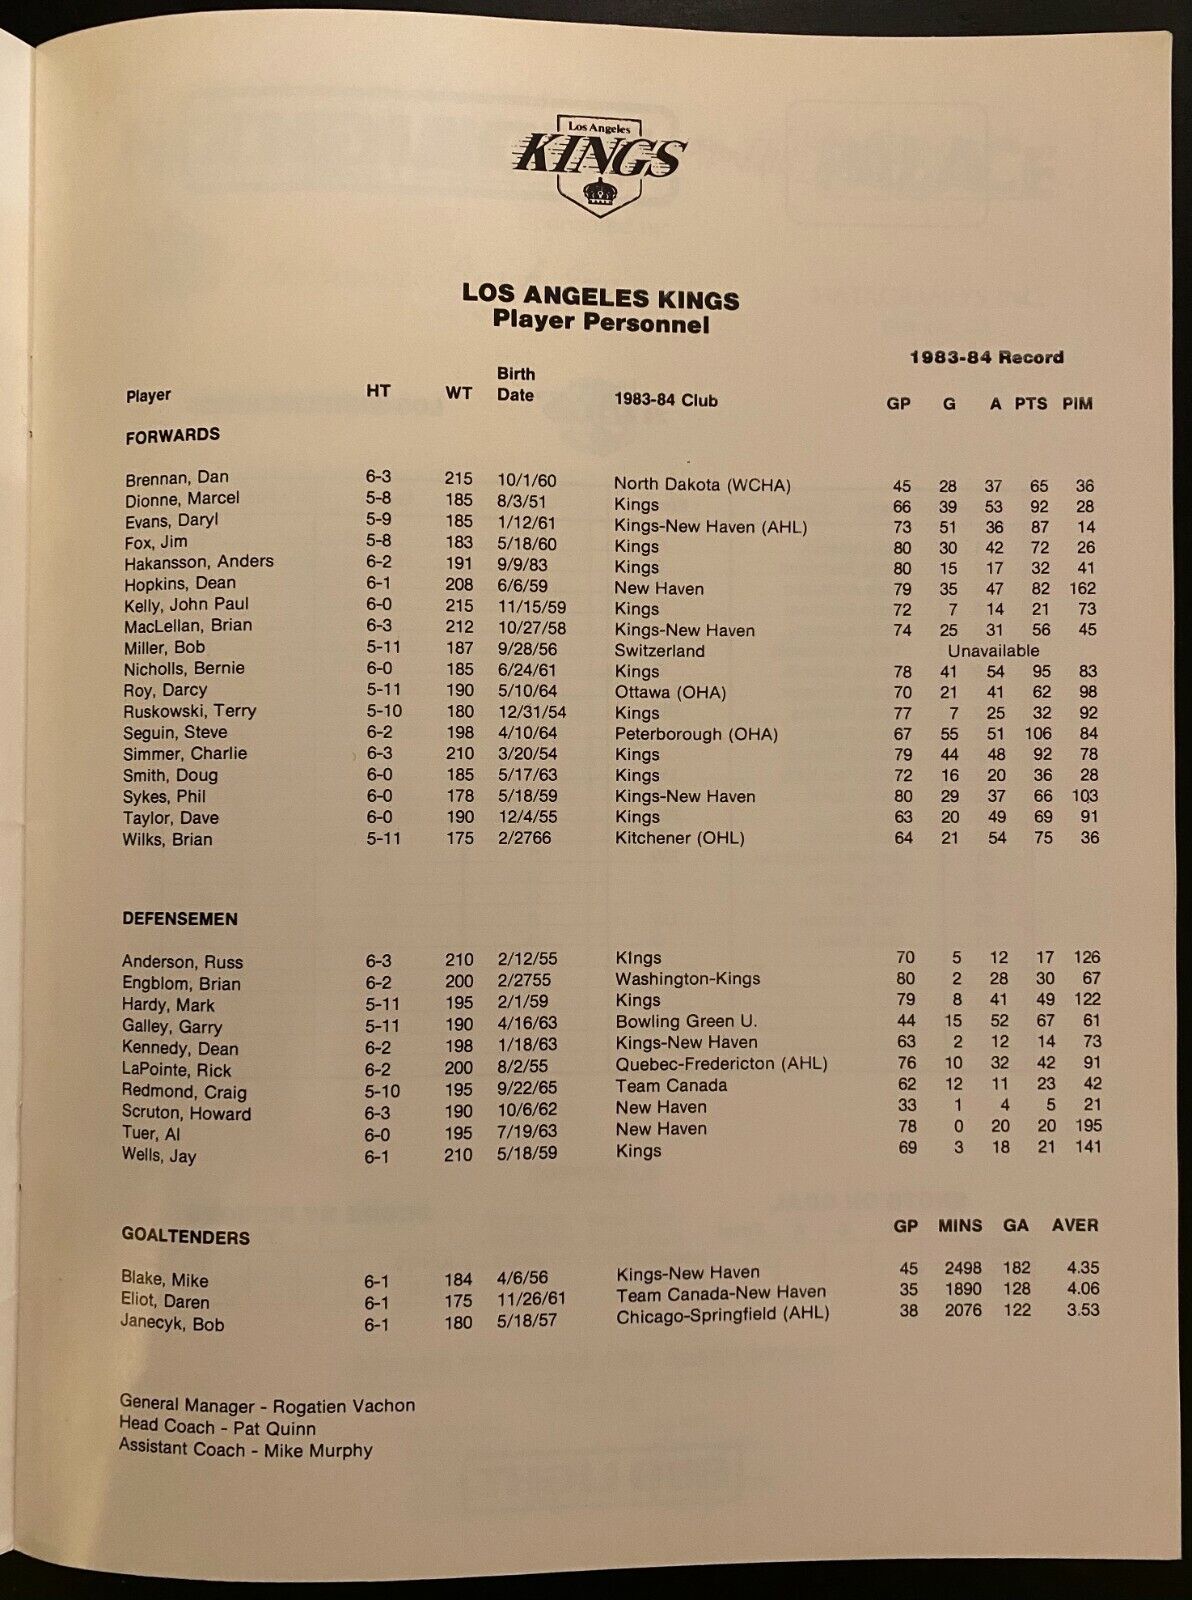 Los Angeles
KINGS
LOS ANGELES KINGS
Player Personnel
1983-84 Record
Player HT WT Birth Date 1983-84 Club GP G A PTS PIM
FORWARDS
Brennan, Dan 6-3 215 10/1/60 North Dakota (WCHA) 45 28 37 65 36
Dionne, Marcel 5-8 185 8/3/51 Kings 66 39 53 92 28
Evans, Daryl 5-9 185 1/12/61 Kings-New Haven (AHL) 73 51 36 87 14
Fox, Jim 5-8 183 5/18/60 Kings 80 30 42 72 26
Hakansson, Anders 6-2 191 9/9/83 Kings 80 15 17 32 41
Hopkins, Dean 6-1 208 6/6/59 New Haven 79 35 47 82 162
Kelly, John Paul 6-0 215 11/15/59 Kings 72 7 14 21 73
MacLellan, Brian 6-3 212 10/27/58 Kings-New Haven 74 25 31 56 45
Miller, Bob 5-11 187 9/28/56 Switzerland Unavailable
Nicholls, Bernie 6-0 185 6/24/61 Kings 78 41 54 95 83
Roy, Darcy 5-11 190 5/10/64 Ottawa (OHA) 70 21 41 62 98
Ruskowski, Terry 5-10 180 12/31/54 Kings 77 7 25 32 92
Seguin, Steve 6-2 198 4/10/64 Peterborough (OHA) 67 55 51 106 84
Simmer, Charlie 6-3 210 3/20/54 Kings 79 44 48 92 78
Smith, Doug 6-0 185 5/17/63 Kings 72 16 20 36 28
Sykes, Phil 6-0 178 5/18/59 Kings-New Haven 80 29 37 66 103
Taylor, Dave 6-0 190 12/4/55 Kings 63 20 49 69 91
Wilks, Brian 5-11 175 2/2766 Kitchener (OHL) 64 21 54 75 36
DEFENSEMEN
Anderson, Russ 6-3 210 2/12/55 KIngs 70 5 12 17 126
Engblom, Brian 6-2 200 2/2755 Washington-Kings 80 2 28 30 67
Hardy, Mark 5-11 195 2/1/59 Kings 79 8 41 49 122
Galley, Garry 5-11 190 4/16/63 Bowling Green U. 44 15 52 67 61
Kennedy, Dean 6-2 198 1/18/63 Kings-New Haven 63 2 12 14 73
LaPointe, Rick 6-2 200 8/2/55 Quebec-Fredericton (AHL) 76 10 32 42 91
Redmond, Craig 5-10 195 9/22/65 Team Canada 62 12 11 23 42
Scruton, Howard 6-3 190 10/6/62 New Haven 33 1 4 5 21
Tuer, Al 6-0 195 7/19/63 New Haven 78 0 20 20 195
Wells, Jay 6-1 210 5/18/59 Kings 69 3 18 21 141
GOALTENDERS GP MINS GA AVER
Blake, Mike 6-1 184 4/6/56 Kings-New Haven 45 2498 182 4.35
Eliot, Daren 6-1 175 11/26/61 Team Canada-New Haven 35 1890 128 4.06
Janecyk, Bob 6-1 180 5/18/57 Chicago-Springfield (AHL) 38 2076 122 3.53
General Manager - Rogatien Vachon
Head Coach - Pat Quinn
Assistant Coach - Mike Murphy